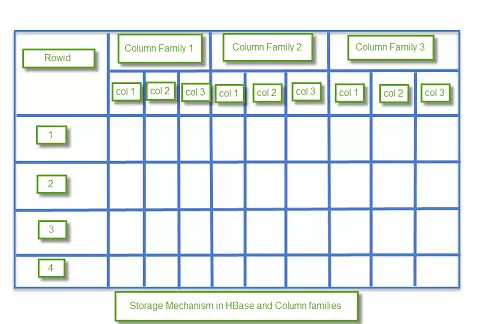 Rowid
Column Family 1
Column Family 2
Column Family 3
col 1
col 2
col 3
col 1
col 2
col 3
col 1
col 2
col 3
1
2
3
4
Storage Mechanism in HBase and Column families